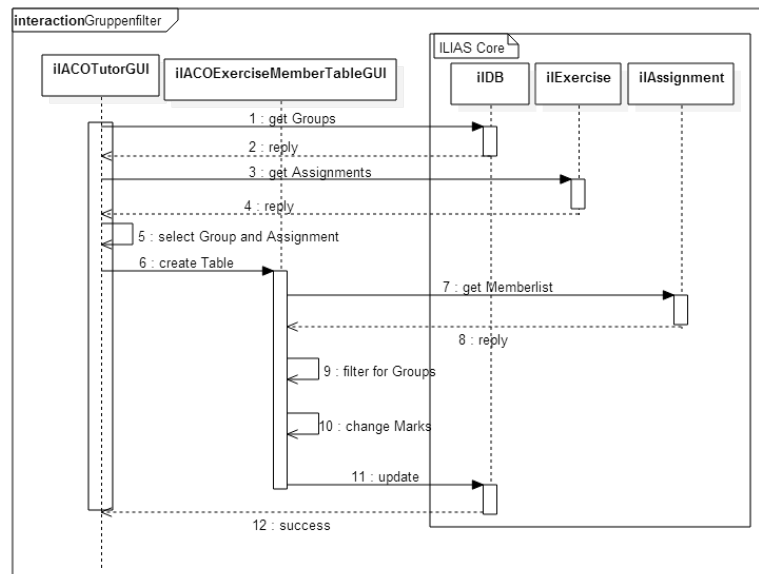 interactionGruppenfilter
ILIAS Core
ilACOTutorGUI
ilACOExerciseMemberTableGUI
ilDB
ilExercise
ilAssignment
1 : get Groups
2 : reply
3 : get Assignments
4 : reply
5 : select Group and Assignment
6 : create Table
7 : get Memberlist
8 : reply
9 : filter for Groups
10 : change Marks
11 : update
12 : success